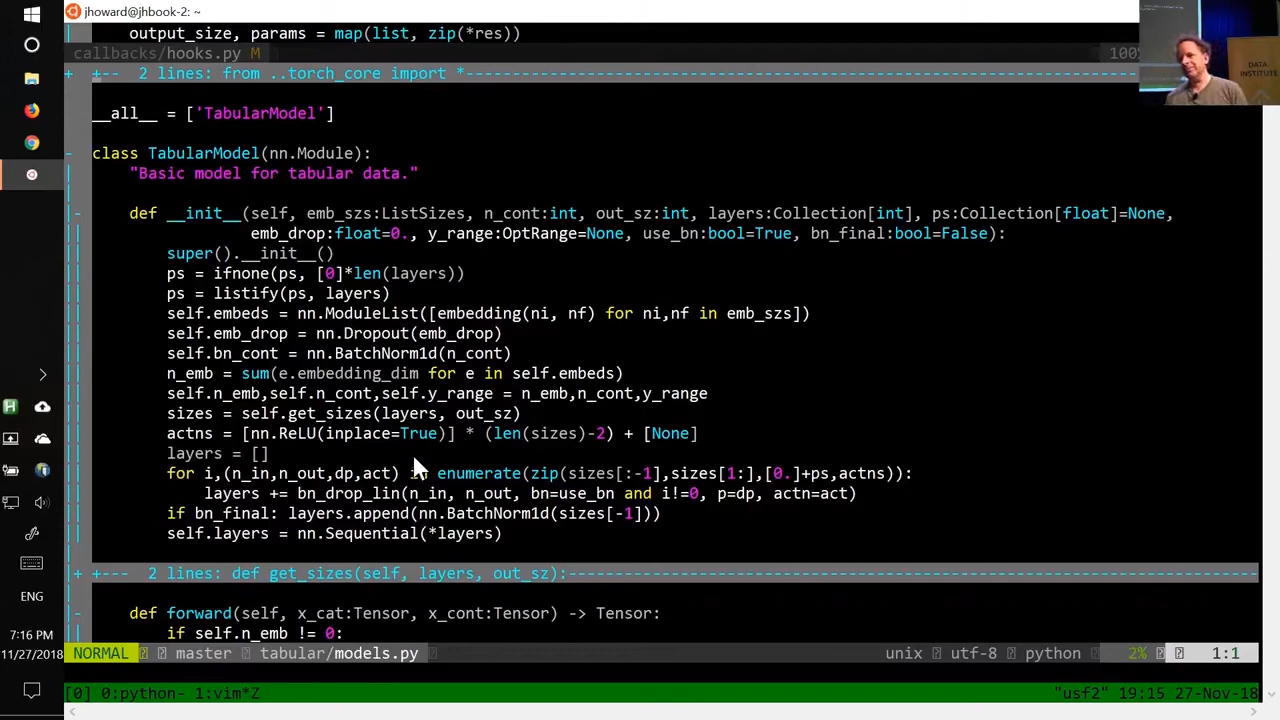 jhoward@jhbook-2: ~
output_size, params = map(list, zip(*res))
callbacks/hooks.py M 100%
+ +-- 2 lines: from ..torch_core import *
__all__ = ['TabularModel']
class TabularModel(nn.Module):
"Basic model for tabular data."
def __init__(self, emb_szs:ListSizes, n_cont:int, out_sz:int, layers:Collection[int], ps:Collection[float]=None,
emb_drop:float=0., y_range:OptRange=None, use_bn:bool=True, bn_final:bool=False):
super().__init__()
ps = ifnone(ps, [0]*len(layers))
ps = listify(ps, layers)
self.embeds = nn.ModuleList([embedding(ni, nf) for ni,nf in emb_szs])
self.emb_drop = nn.Dropout(emb_drop)
self.bn_cont = nn.BatchNorm1d(n_cont)
n_emb = sum(e.embedding_dim for e in self.embeds)
self.n_emb,self.n_cont,self.y_range = n_emb,n_cont,y_range
sizes = self.get_sizes(layers, out_sz)
actns = [nn.ReLU(inplace=True)] * (len(sizes)-2) + [None]
layers = []
for i,(n_in,n_out,dp,act) in enumerate(zip(sizes[:-1],sizes[1:],[0.]+ps,actns)):
layers += bn_drop_lin(n_in, n_out, bn=use_bn and i!=0, p=dp, actn=act)
if bn_final: layers.append(nn.BatchNorm1d(sizes[-1]))
self.layers = nn.Sequential(*layers)
+ +--- 2 lines: def get_sizes(self, layers, out_sz):
def forward(self, x_cat:Tensor, x_cont:Tensor) -> Tensor:
if self.n_emb != 0:
NORMAL master tabular/models.py unix utf-8 python 2% 1:1
[0] 0:python- 1:vim*Z "usf2" 19:15 27-Nov-18
ENG
7:16 PM
11/27/2018
DATA
INSTITUTE